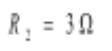 R₂ = 3Ω